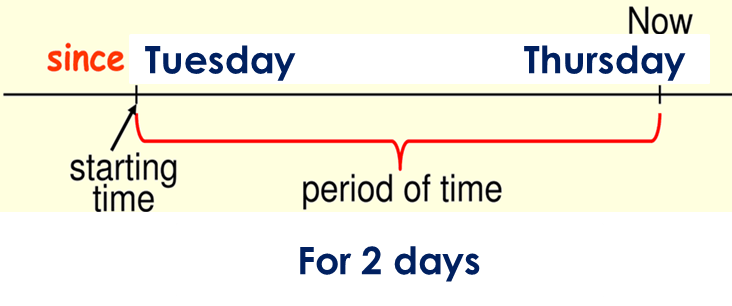 Now
since Tuesday Thursday
starting
time
period of time
For 2 days